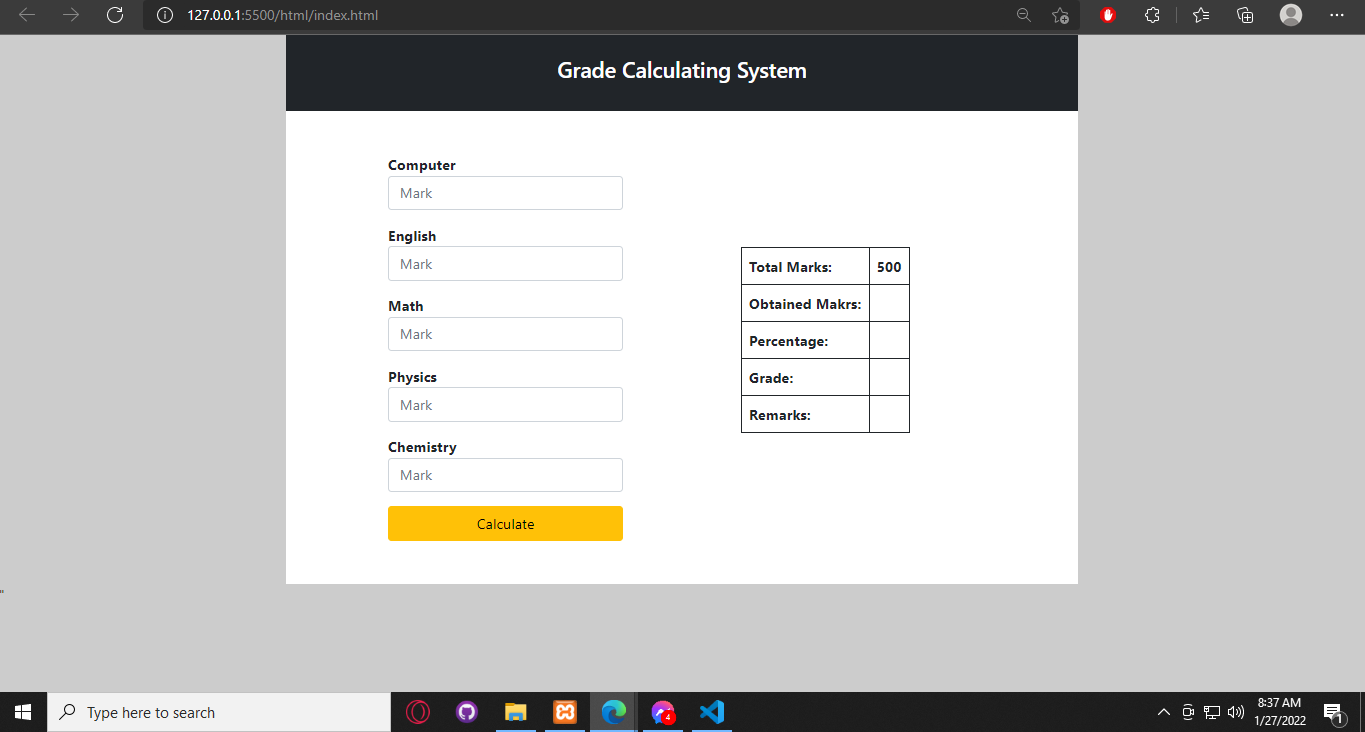 127.0.0.1:5500/html/index.html
Grade Calculating System
Computer
Mark
English
Mark
Math
Mark
Physics
Mark
Chemistry
Mark
Calculate
Total Marks: 500
Obtained Makrs:
Percentage:
Grade:
Remarks:
"
Type here to search
4
8:37 AM
1/27/2022
1